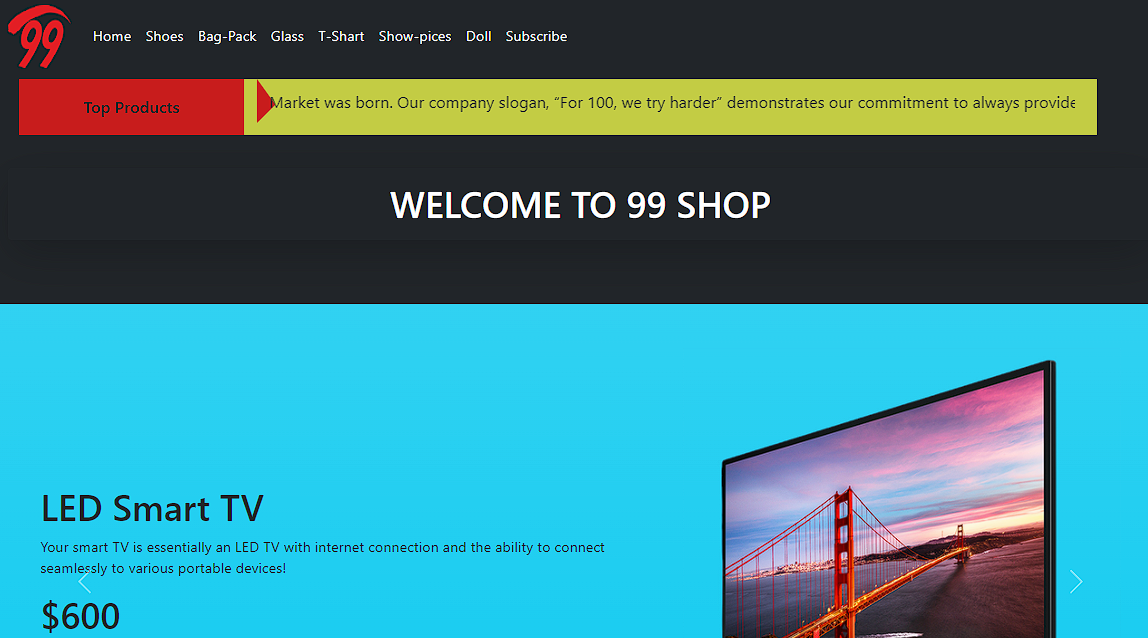 99
Home Shoes Bag-Pack Glass T-Shart Show-pices Doll Subscribe
Top Products
Market was born. Our company slogan, “For 100, we try harder” demonstrates our commitment to always provide
WELCOME TO 99 SHOP
LED Smart TV
Your smart TV is essentially an LED TV with internet connection and the ability to connect
seamlessly to various portable devices!
$600